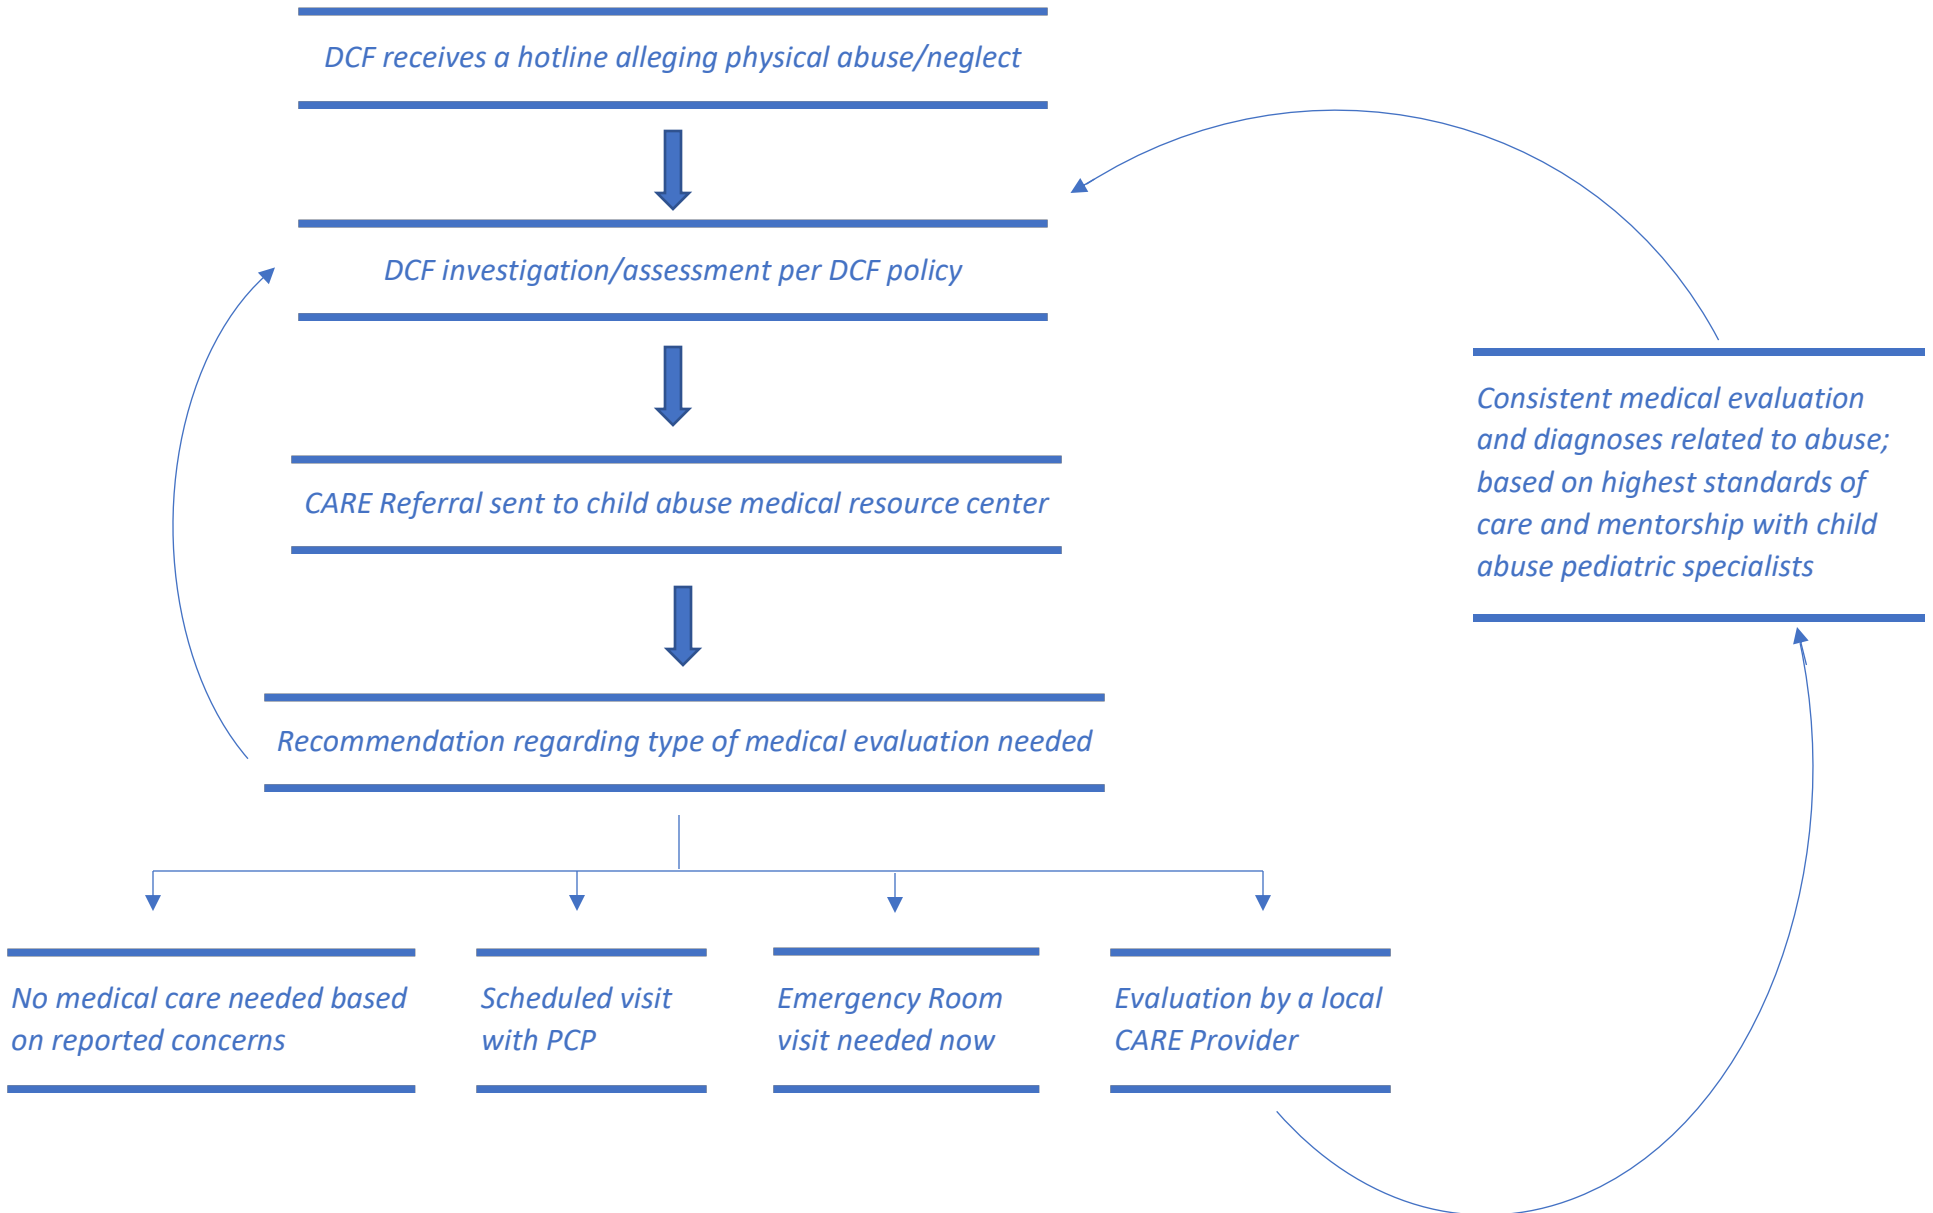 DCF receives a hotline alleging physical abuse/neglect
DCF investigation/assessment per DCF policy
CARE Referral sent to child abuse medical resource center
Recommendation regarding type of medical evaluation needed
No medical care needed based
on reported concerns
Scheduled visit
with PCP
Emergency Room
visit needed now
Evaluation by a local
CARE Provider
Consistent medical evaluation
and diagnoses related to abuse;
based on highest standards of
care and mentorship with child
abuse pediatric specialists